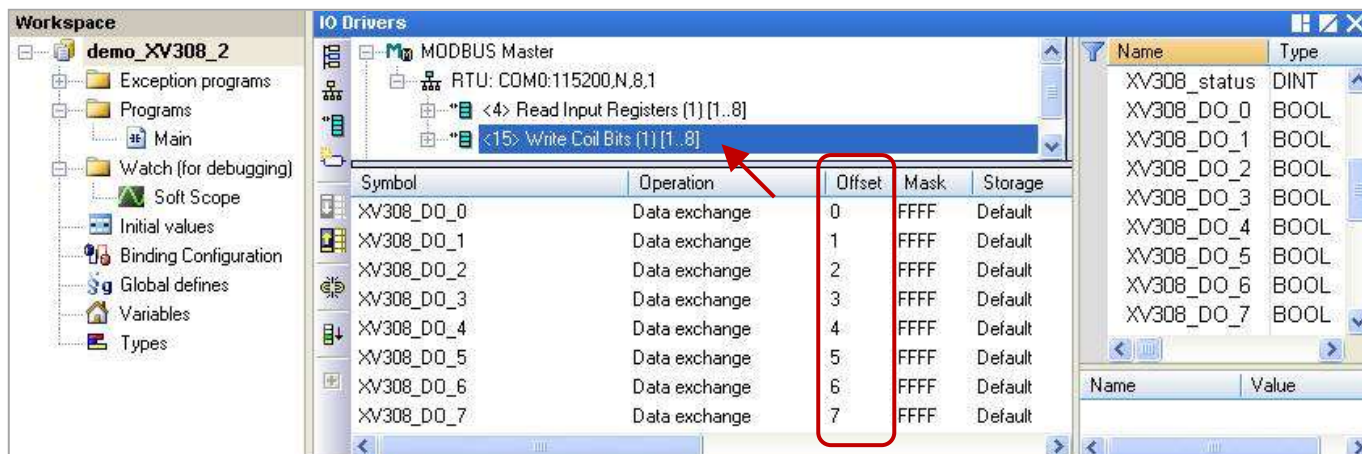 Workspace
demo_XV308_2
Exception programs
Programs
Main
Watch (for debugging)
Soft Scope
Initial values
Binding Configuration
Global defines
Variables
Types
IO Drivers
MODBUS Master
RTU: COM0:115200,N,8,1
<4> Read Input Registers (1) [1..8]
<15> Write Coil Bits (1) [1..8]
Symbol Operation Offset Mask Storage
XV308_DO_0 Data exchange 0 FFFF Default
XV308_DO_1 Data exchange 1 FFFF Default
XV308_DO_2 Data exchange 2 FFFF Default
XV308_DO_3 Data exchange 3 FFFF Default
XV308_DO_4 Data exchange 4 FFFF Default
XV308_DO_5 Data exchange 5 FFFF Default
XV308_DO_6 Data exchange 6 FFFF Default
XV308_DO_7 Data exchange 7 FFFF Default
Name Type
XV308_status DINT
XV308_DO_0 BOOL
XV308_DO_1 BOOL
XV308_DO_2 BOOL
XV308_DO_3 BOOL
XV308_DO_4 BOOL
XV308_DO_5 BOOL
XV308_DO_6 BOOL
XV308_DO_7 BOOL
Name Value